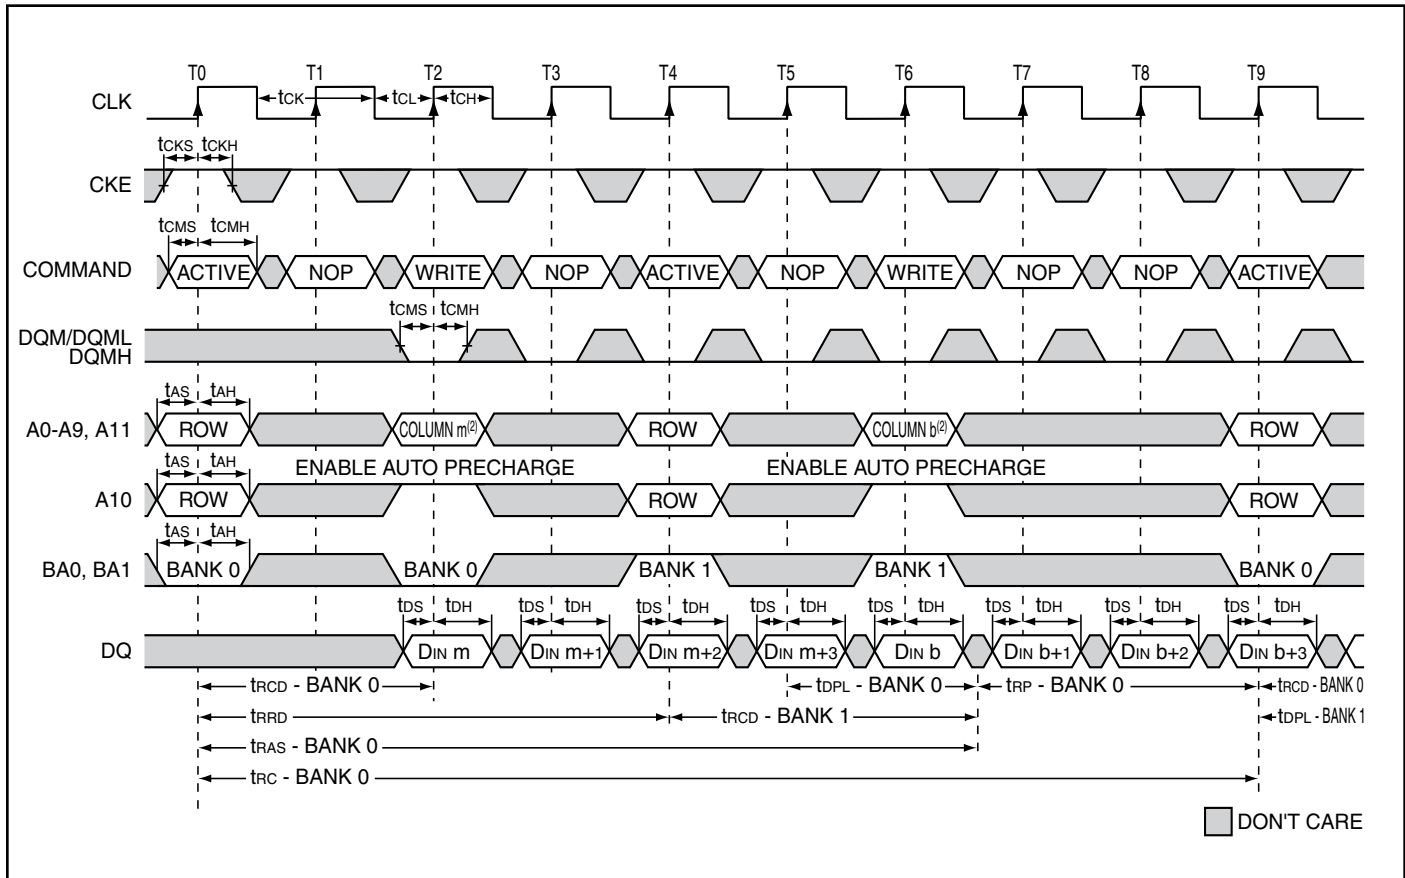 T0 T1 T2 T3 T4 T5 T6 T7 T8 T9
CLK tCK tCL tCH
tCKS tCKH
CKE
tCMS tCMH
COMMAND ACTIVE NOP WRITE NOP ACTIVE NOP WRITE NOP NOP ACTIVE
tCMS tCMH
DQM/DQML
DQMH
tAS tAH
A0-A9, A11 ROW COLUMN m(2) ROW COLUMN b(2) ROW
tAS tAH ENABLE AUTO PRECHARGE ENABLE AUTO PRECHARGE
A10 ROW ROW ROW
tAS tAH
BA0, BA1 BANK 0 BANK 0 BANK 1 BANK 1 BANK 0
tDS tDH tDS tDH tDS tDH tDS tDH tDS tDH tDS tDH tDS tDH tDS tDH
DQ DIN m DIN m+1 DIN m+2 DIN m+3 DIN b DIN b+1 DIN b+2 DIN b+3
tRCD - BANK 0 tDPL - BANK 0 tRP - BANK 0 tRCD - BANK 0
tRRD tRCD - BANK 1 tDPL - BANK 1
tRAS - BANK 0
tRC - BANK 0
DON'T CARE